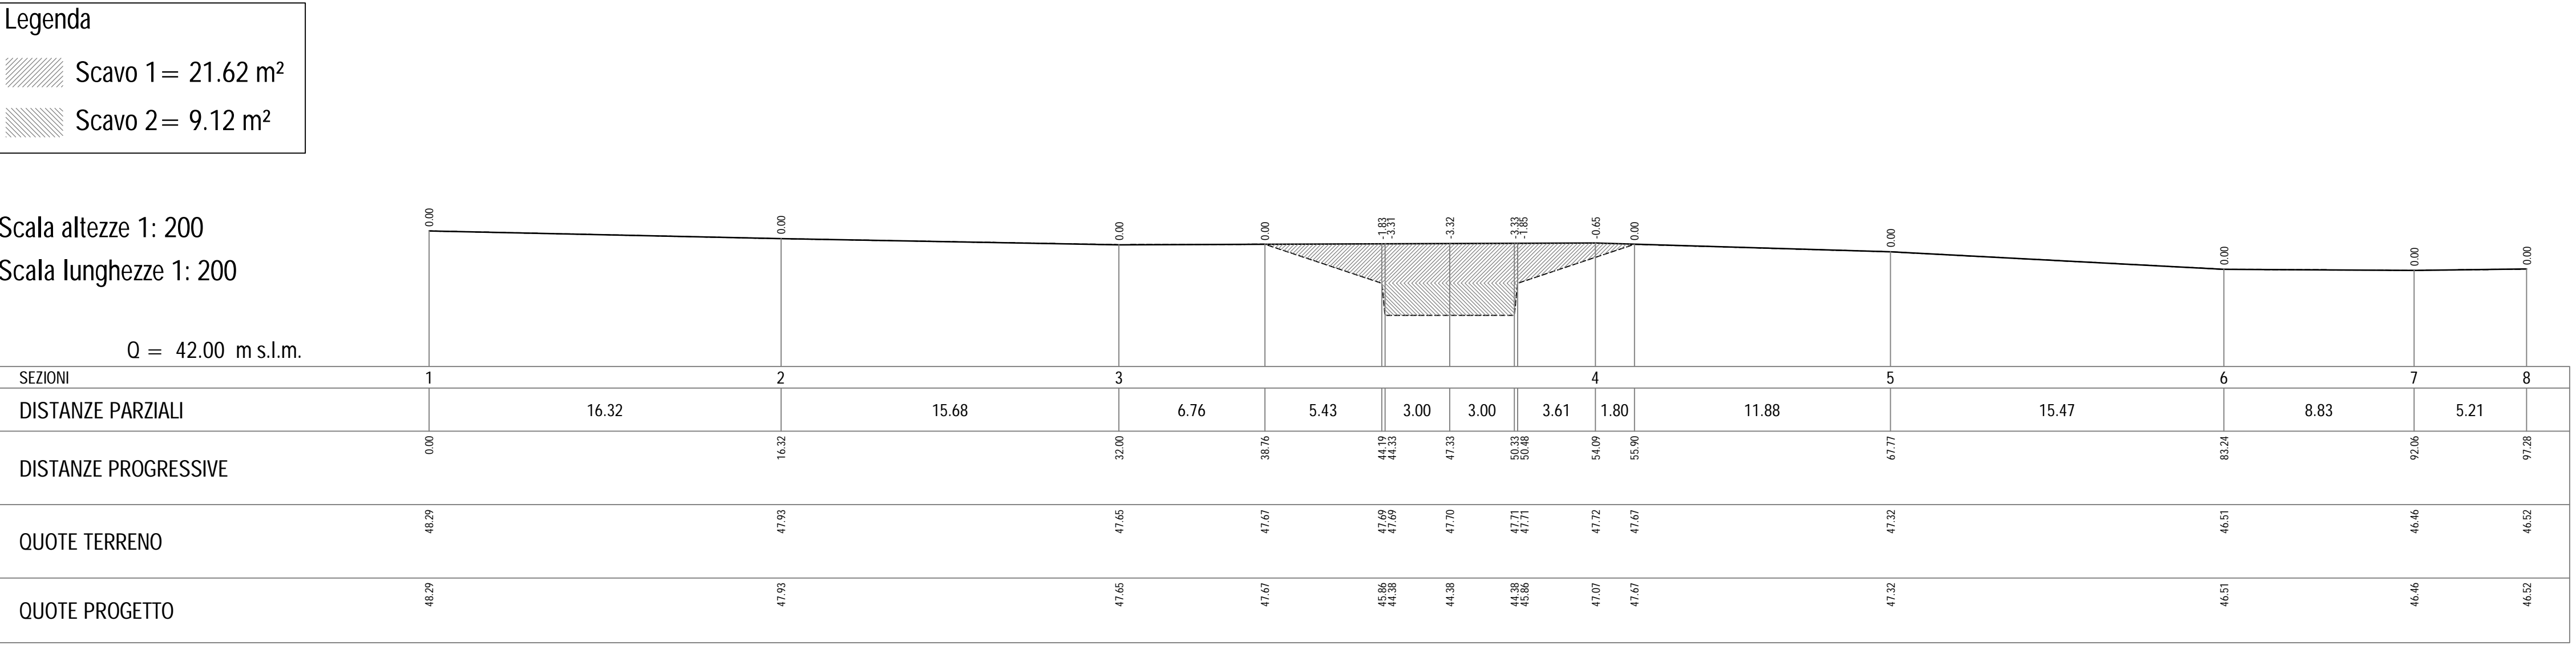 Legenda
Scavo 1= 21.62 m²
Scavo 2= 9.12 m²
Scala altezze 1: 200
Scala lunghezze 1: 200
Q = 42.00 m s.l.m.
0.00 0.00 0.00 0.00 -1.83 -3.31 -3.32 -3.33 -1.85 -0.65 0.00 0.00 0.00 0.00 0.00
SEZIONI 1 2 3 4 5 6 7 8
DISTANZE PARZIALI 16.32 15.68 6.76 5.43 3.00 3.00 3.61 1.80 11.88 15.47 8.83 5.21
DISTANZE PROGRESSIVE 0.00 16.32 32.00 38.76 44.19 44.33 47.33 50.33 50.48 54.09 55.90 67.77 83.24 92.06 97.28
QUOTE TERRENO 48.29 47.93 47.65 47.67 47.69 47.69 47.70 47.71 47.71 47.72 47.67 47.32 46.51 46.46 46.52
QUOTE PROGETTO 48.29 47.93 47.65 47.67 45.86 44.38 44.38 44.38 45.86 47.07 47.67 47.32 46.51 46.46 46.52